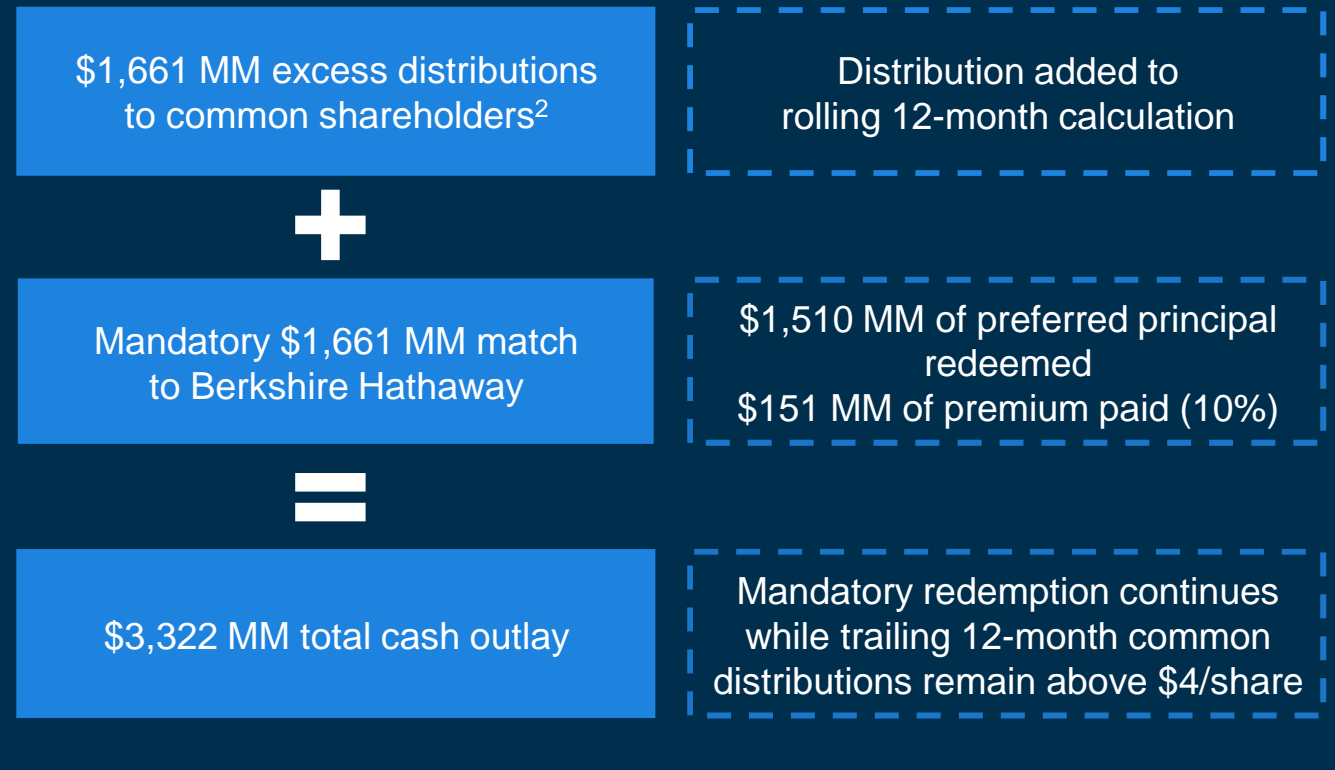 $1,661 MM excess distributions
to common shareholders²
Distribution added to
rolling 12-month calculation
+
Mandatory $1,661 MM match
to Berkshire Hathaway
$1,510 MM of preferred principal
redeemed
$151 MM of premium paid (10%)
=
$3,322 MM total cash outlay
Mandatory redemption continues
while trailing 12-month common
distributions remain above $4/share